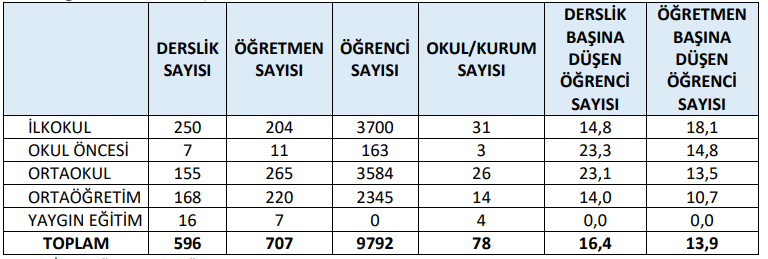 DERSLİK SAYISI ÖĞRETMEN SAYISI ÖĞRENCİ SAYISI OKUL/KURUM SAYISI DERSLİK BAŞINA DÜŞEN ÖĞRENCİ SAYISI ÖĞRETMEN BAŞINA DÜŞEN ÖĞRENCİ SAYISI
İLKOKUL 250 204 3700 31 14,8 18,1
OKUL ÖNCESİ 7 11 163 3 23,3 14,8
ORTAOKUL 155 265 3584 26 23,1 13,5
ORTAÖĞRETİM 168 220 2345 14 14,0 10,7
YAYGIN EĞİTİM 16 7 0 4 0,0 0,0
TOPLAM 596 707 9792 78 16,4 13,9